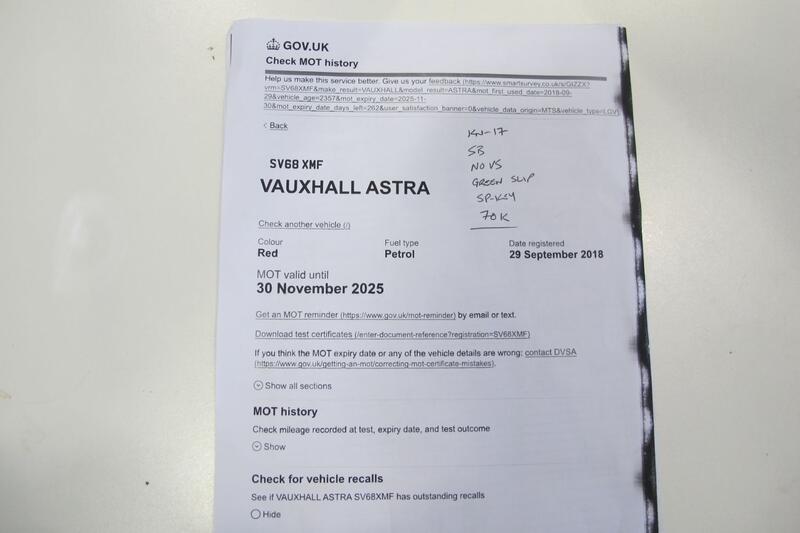 GOV.UK
Check MOT history
Help us make this service better. Give us your feedback (https://www.smartsurvey.co.uk/s/GIZZX?
vrm=SV68XMF&make_result=VAUXHALL&model_result=ASTRA&mot_first_used_date=2018-09-
29&vehicle_age=2357&mot_expiry_date=2025-11-
30&mot_expiry_date_days_left=262&user_satisfaction_banner=0&vehicle_data_origin=MTS&vehicle_type=LGV)
Back
KW-17
SB
NO VS
GREEN SLIP
SP-KEY
70K
SV68 XMF
VAUXHALL ASTRA
Check another vehicle (/)
Colour Fuel type Date registered
Red Petrol 29 September 2018
MOT valid until
30 November 2025
Get an MOT reminder (https://www.gov.uk/mot-reminder) by email or text.
Download test certificates (/enter-document-reference?registration=SV68XMF)
If you think the MOT expiry date or any of the vehicle details are wrong: contact DVSA
(https://www.gov.uk/getting-an-mot/correcting-mot-certificate-mistakes).
Show all sections
MOT history
Check mileage recorded at test, expiry date, and test outcome
Show
Check for vehicle recalls
See if VAUXHALL ASTRA SV68XMF has outstanding recalls
Hide